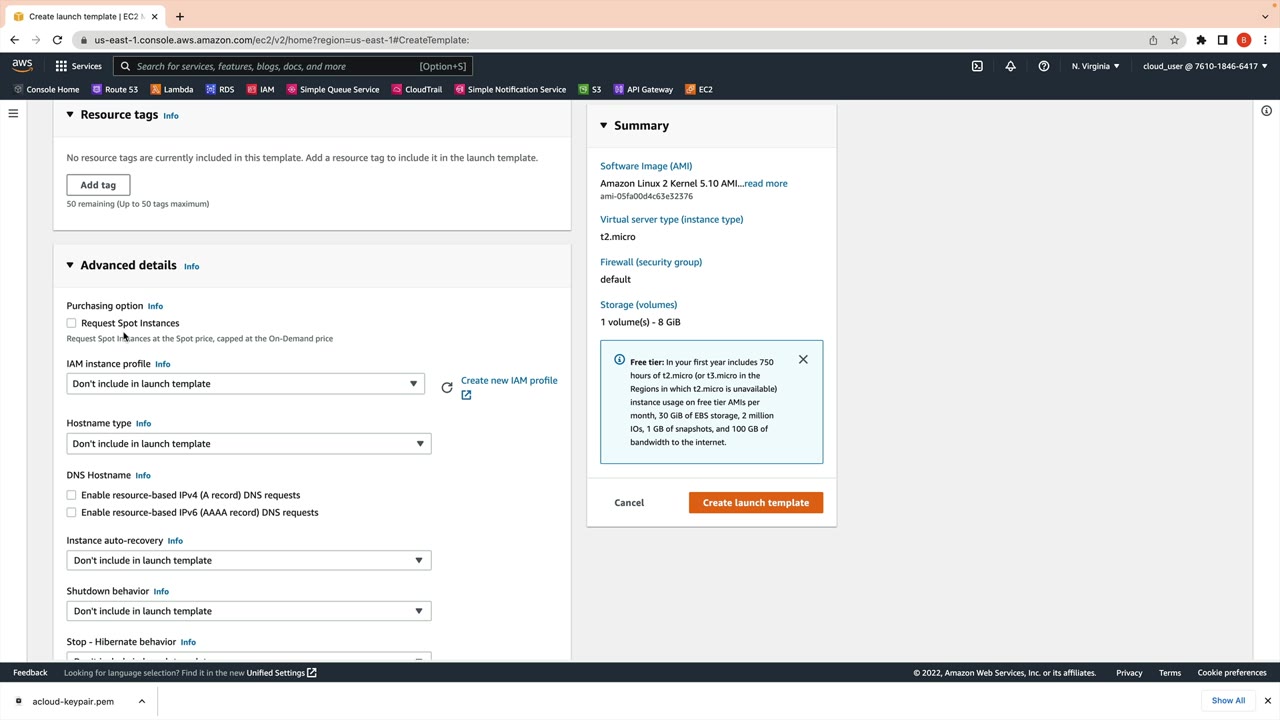 Create launch template | EC2 M
us-east-1.console.aws.amazon.com/ec2/v2/home?region=us-east-1#CreateTemplate:
B
aws
Services
Search for services, features, blogs, docs, and more
[Option+S]
N. Virginia
cloud_user @ 7610-1846-6417
Console Home
Route 53
Lambda
RDS
IAM
Simple Queue Service
CloudTrail
Simple Notification Service
S3
API Gateway
EC2
Resource tags Info
No resource tags are currently included in this template. Add a resource tag to include it in the launch template.
Add tag
50 remaining (Up to 50 tags maximum)
Advanced details Info
Purchasing option Info
Request Spot Instances
Request Spot Instances at the Spot price, capped at the On-Demand price
IAM instance profile Info
Don't include in launch template
Create new IAM profile
Hostname type Info
Don't include in launch template
DNS Hostname Info
Enable resource-based IPv4 (A record) DNS requests
Enable resource-based IPv6 (AAAA record) DNS requests
Instance auto-recovery Info
Don't include in launch template
Shutdown behavior Info
Don't include in launch template
Stop - Hibernate behavior Info
Summary
Software Image (AMI)
Amazon Linux 2 Kernel 5.10 AMI...read more
ami-05fa00d4c63e32376
Virtual server type (instance type)
t2.micro
Firewall (security group)
default
Storage (volumes)
1 volume(s) - 8 GiB
Free tier: In your first year includes 750
hours of t2.micro (or t3.micro in the
Regions in which t2.micro is unavailable)
instance usage on free tier AMIs per
month, 30 GiB of EBS storage, 2 million
IOs, 1 GB of snapshots, and 100 GB of
bandwidth to the internet.
Cancel
Create launch template
Feedback
Looking for language selection? Find it in the new Unified Settings
© 2022, Amazon Web Services, Inc. or its affiliates.
Privacy
Terms
Cookie preferences
acloud-keypair.pem
Show All